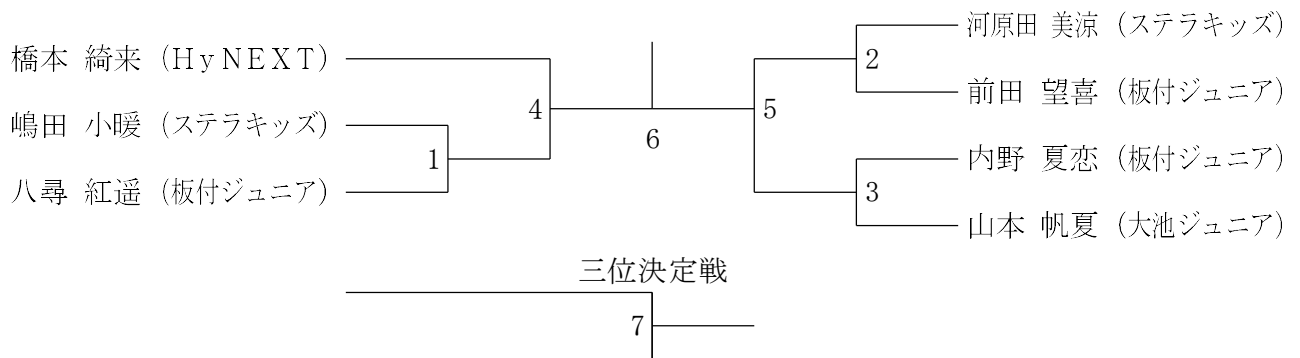 橋本 綺来 (ＨｙＮＥＸＴ)
嶋田 小暖 (ステラキッズ)
八尋 紅遥 (板付ジュニア)
1
4
6
5
2
3
河原田 美涼 (ステラキッズ)
前田 望喜 (板付ジュニア)
内野 夏恋 (板付ジュニア)
山本 帆夏 (大池ジュニア)
三位決定戦
7